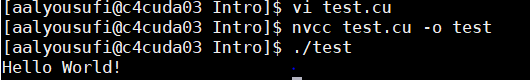 [aalyousufi@c4cuda03 Intro]$ vi test.cu
[aalyousufi@c4cuda03 Intro]$ nvcc test.cu -o test
[aalyousufi@c4cuda03 Intro]$ ./test
Hello World!